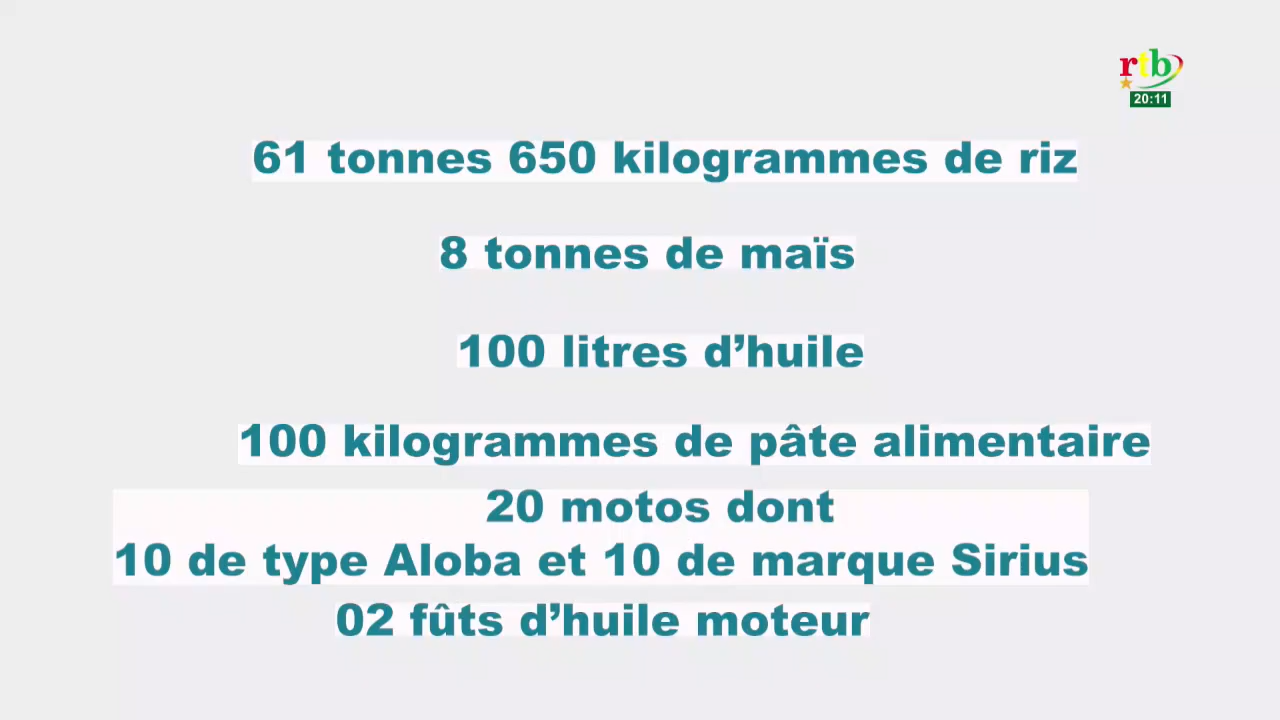 rtb
20:11
61 tonnes 650 kilogrammes de riz
8 tonnes de maïs
100 litres d’huile
100 kilogrammes de pâte alimentaire
20 motos dont
10 de type Aloba et 10 de marque Sirius
02 fûts d’huile moteur